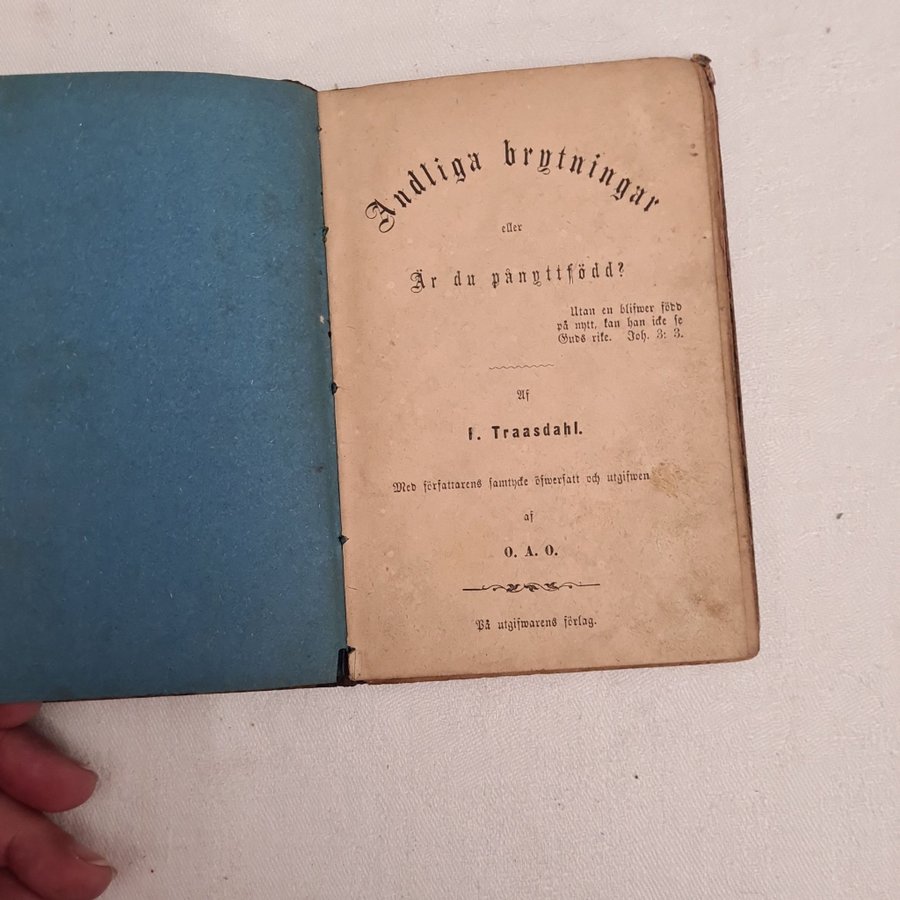 Andliga brytningar
eller
Är du pånyttfödd?
Utan en blifwer född
på nytt, kan han icke se
Guds rike. Joh. 3: 3.
Af
f. Traasdahl.
Med författarens samtycke öfwersatt och utgifwen
af
O. A. O.
På utgifwarens förlag.